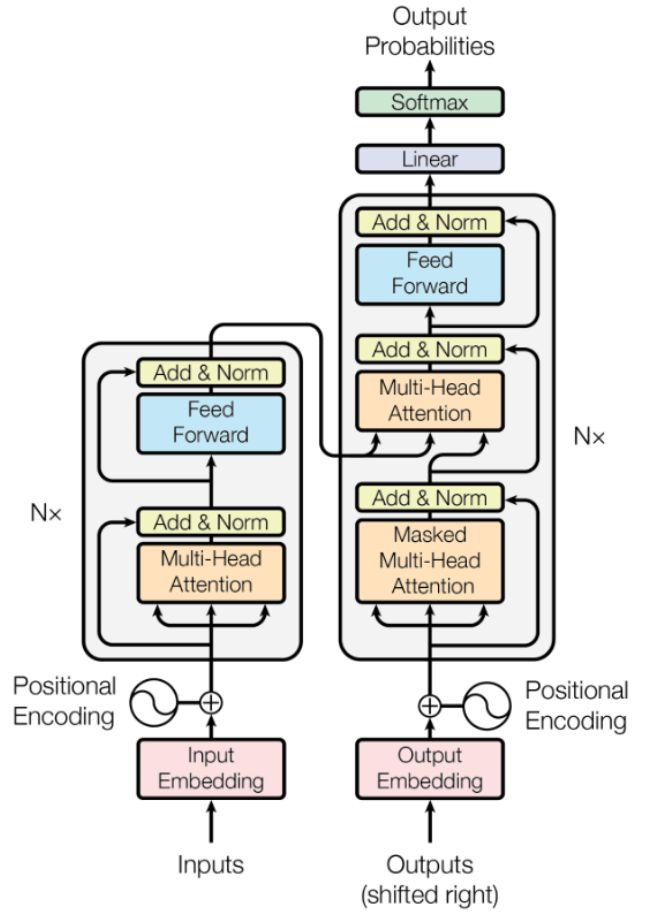 Output
Probabilities
Softmax
Linear
Add & Norm
Feed
Forward
Add & Norm
Multi-Head
Attention
Nx
Add & Norm
Masked
Multi-Head
Attention
Add & Norm
Feed
Forward
Nx
Add & Norm
Multi-Head
Attention
Positional
Encoding
Positional
Encoding
Input
Embedding
Output
Embedding
Inputs
Outputs
(shifted right)